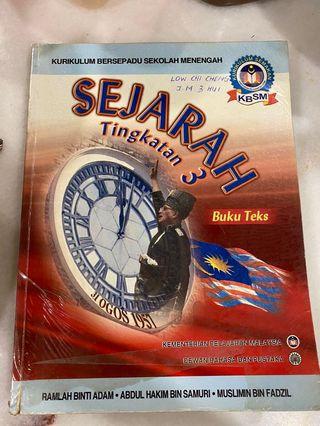 KURIKULUM BERSEPADU SEKOLAH MENENGAH
KBSM
LOW CHI CHENG
J.M 3 HUI
SEJARAH
Tingkatan 3
Buku Teks
31 OGOS 1957
KEMENTERIAN PELAJARAN MALAYSIA
DEWAN BAHASA DAN PUSTAKA
RAMLAH BINTI ADAM • ABDUL HAKIM BIN SAMURI • MUSLIMIN BIN FADZIL